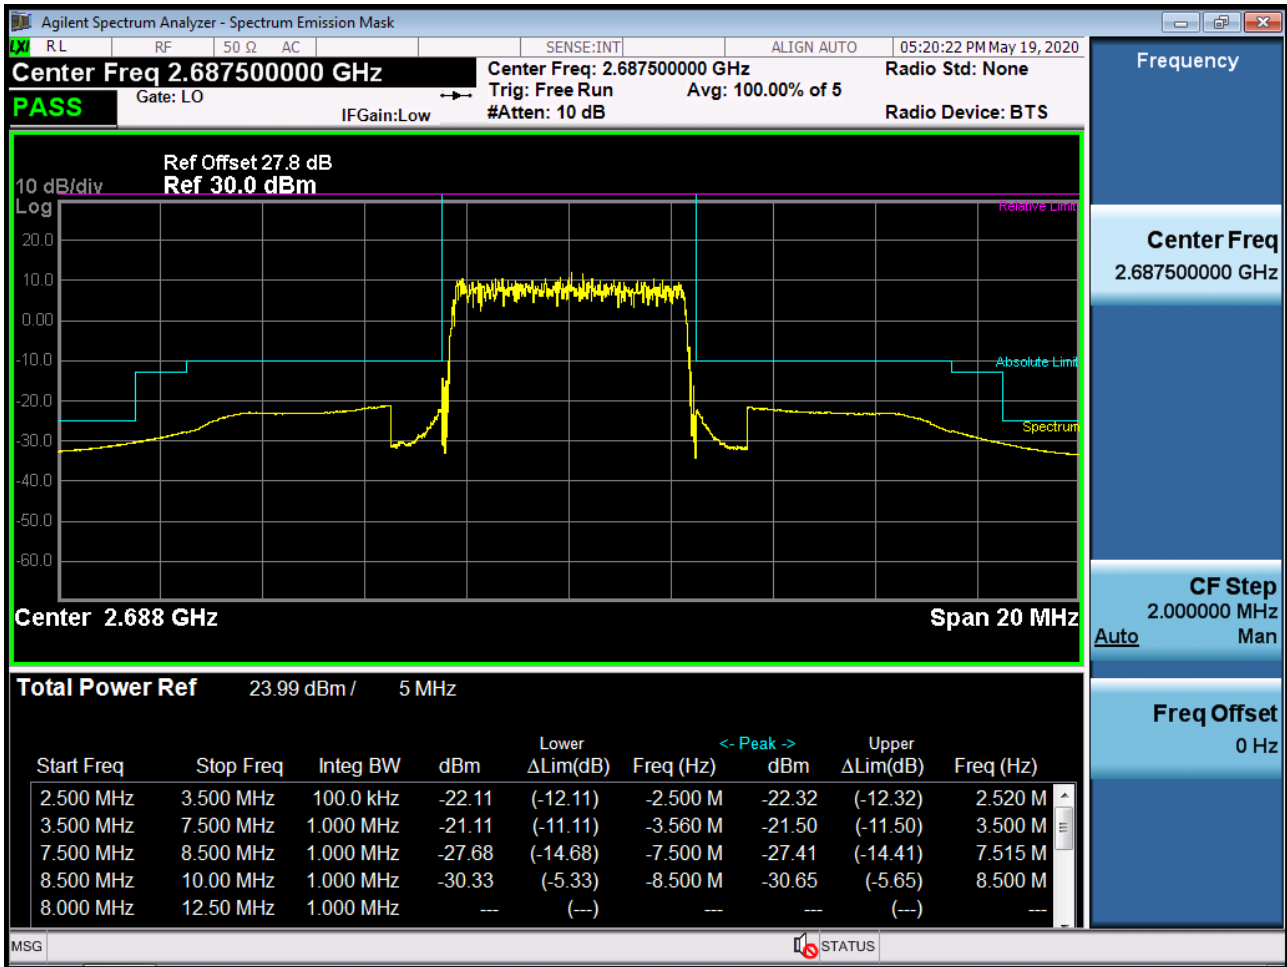 Agilent Spectrum Analyzer - Spectrum Emission Mask
LXI RL RF 50 Ω AC SENSE:INT ALIGN AUTO 05:20:22 PM May 19, 2020
Center Freq 2.687500000 GHz Center Freq: 2.687500000 GHz Radio Std: None
Trig: Free Run Avg: 100.00% of 5
PASS Gate: LO IFGain:Low #Atten: 10 dB Radio Device: BTS
Ref Offset 27.8 dB
10 dB/div Ref 30.0 dBm
Log
Relative Limit
20.0
10.0
0.00
-10.0
Absolute Limit
-20.0
Spectrum
-30.0
-40.0
-50.0
-60.0
Center 2.688 GHz Span 20 MHz
Total Power Ref 23.99 dBm / 5 MHz
Lower <- Peak -> Upper
Start Freq Stop Freq Integ BW dBm ΔLim(dB) Freq (Hz) dBm ΔLim(dB) Freq (Hz)
2.500 MHz 3.500 MHz 100.0 kHz -22.11 (-12.11) -2.500 M -22.32 (-12.32) 2.520 M
3.500 MHz 7.500 MHz 1.000 MHz -21.11 (-11.11) -3.560 M -21.50 (-11.50) 3.500 M
7.500 MHz 8.500 MHz 1.000 MHz -27.68 (-14.68) -7.500 M -27.41 (-14.41) 7.515 M
8.500 MHz 10.00 MHz 1.000 MHz -30.33 (-5.33) -8.500 M -30.65 (-5.65) 8.500 M
8.000 MHz 12.50 MHz 1.000 MHz --- (---) --- --- (---) ---
MSG STATUS
Frequency
Center Freq
2.687500000 GHz
CF Step
2.000000 MHz
Auto Man
Freq Offset
0 Hz